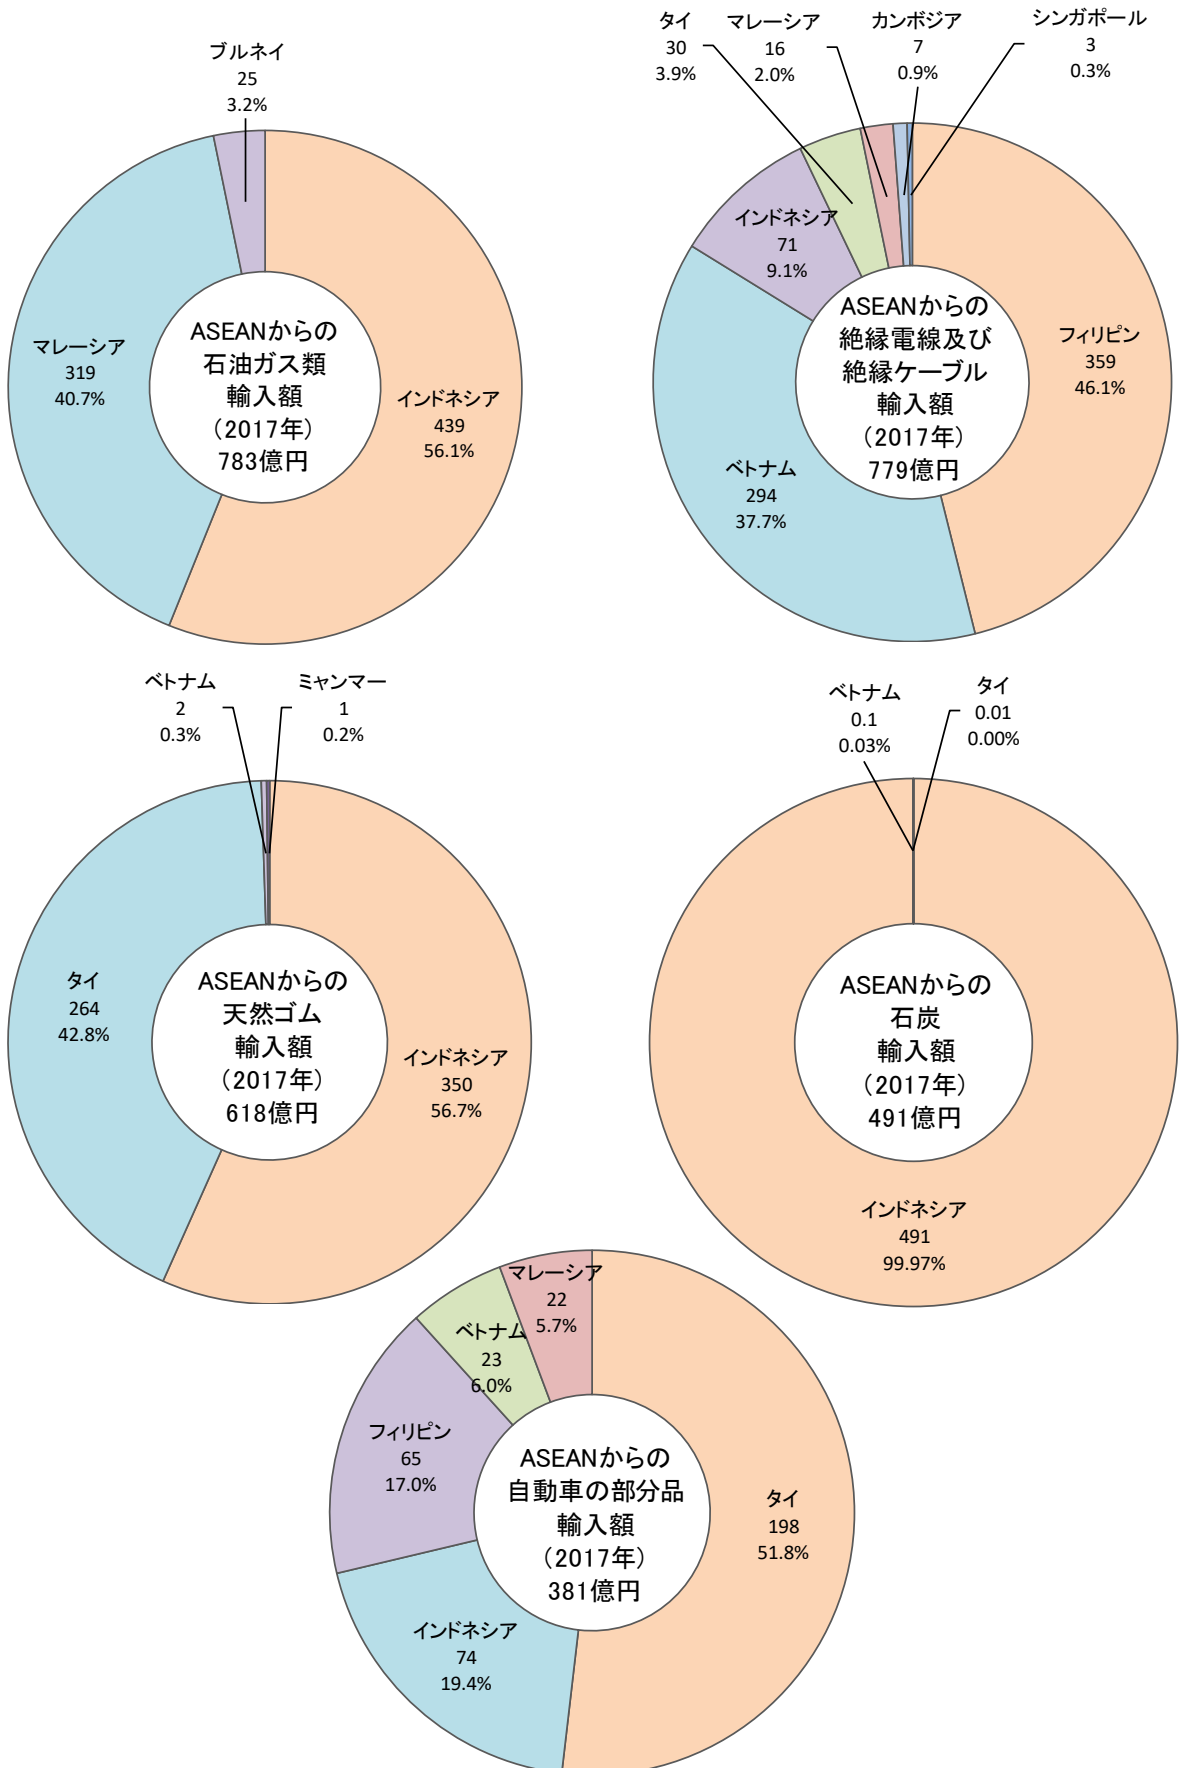 ブルネイ
25
3.2%
マレーシア
319
40.7%
ASEANからの
石油ガス類
輸入額
（2017年）
783億円
インドネシア
439
56.1%
タイ
30
3.9%
マレーシア
16
2.0%
カンボジア
7
0.9%
シンガポール
3
0.3%
インドネシア
71
9.1%
ASEANからの
絶縁電線及び
絶縁ケーブル
輸入額
（2017年）
779億円
フィリピン
359
46.1%
ベトナム
294
37.7%
ベトナム
2
0.3%
ミャンマー
1
0.2%
タイ
264
42.8%
ASEANからの
天然ゴム
輸入額
（2017年）
618億円
インドネシア
350
56.7%
ベトナム
0.1
0.03%
タイ
0.01
0.00%
ASEANからの
石炭
輸入額
（2017年）
491億円
インドネシア
491
99.97%
マレーシア
22
5.7%
ベトナム
23
6.0%
フィリピン
65
17.0%
ASEANからの
自動車の部分品
輸入額
（2017年）
381億円
タイ
198
51.8%
インドネシア
74
19.4%